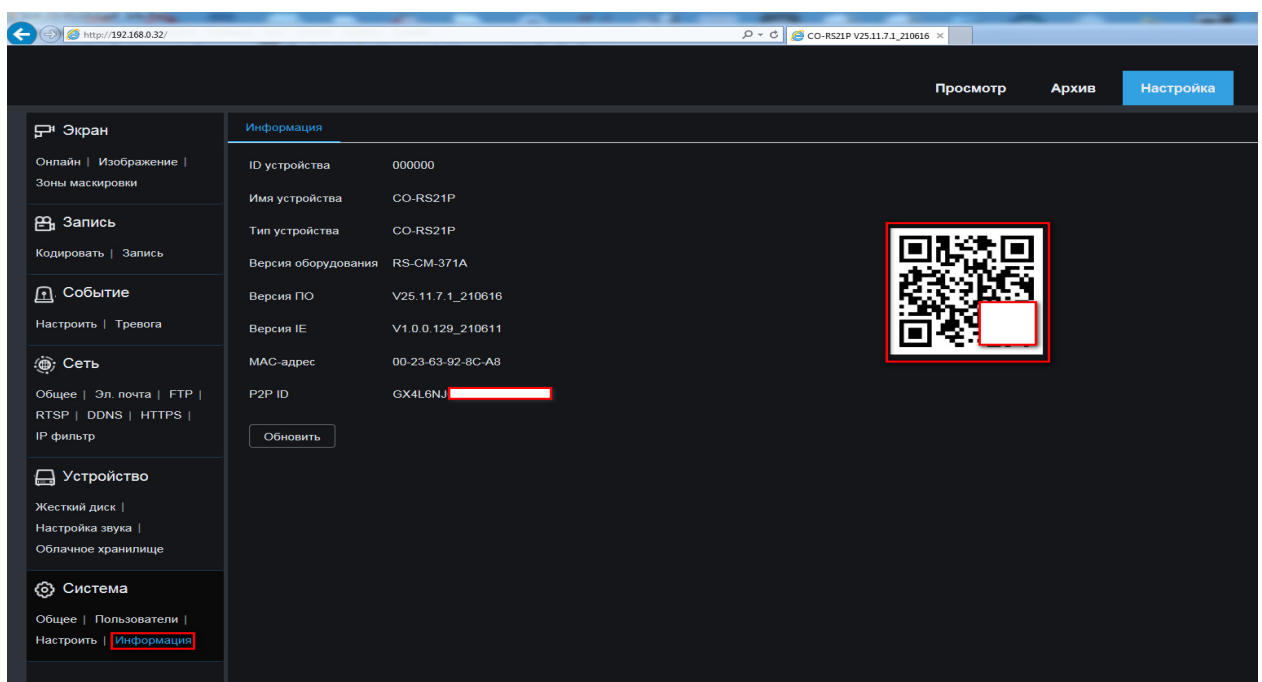 http://192.168.0.32/
CO-RS21P V25.11.7.1_210616
Просмотр Архив Настройка
Экран
Онлайн | Изображение |
Зоны маскировки
Запись
Кодировать | Запись
Событие
Настроить | Тревога
Сеть
Общее | Эл. почта | FTP |
RTSP | DDNS | HTTPS |
IP фильтр
Устройство
Жесткий диск |
Настройка звука |
Облачное хранилище
Система
Общее | Пользователи |
Настроить | Информация
Информация
ID устройства 000000
Имя устройства CO-RS21P
Тип устройства CO-RS21P
Версия оборудования RS-CM-371A
Версия ПО V25.11.7.1_210616
Версия IE V1.0.0.129_210611
MAC-адрес 00-23-63-92-8C-A8
P2P ID GX4L6NJ
Обновить